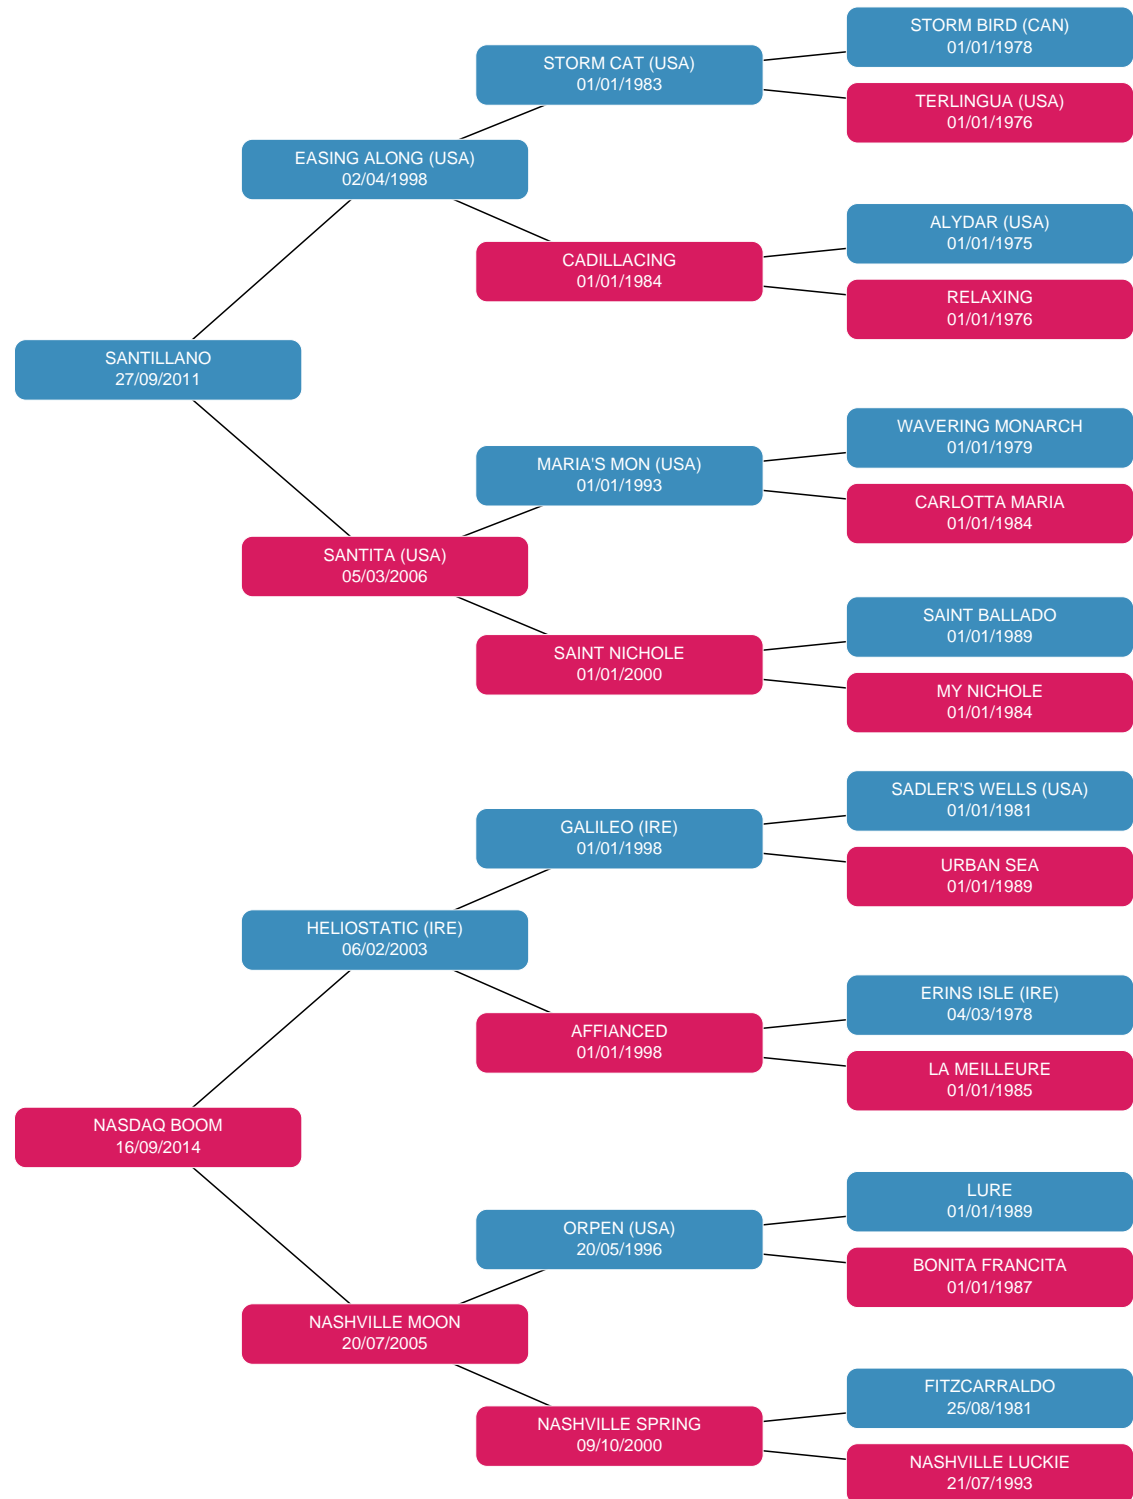 STORM BIRD (CAN)
01/01/1978
STORM CAT (USA)
01/01/1983
TERLINGUA (USA)
01/01/1976
EASING ALONG (USA)
02/04/1998
ALYDAR (USA)
01/01/1975
CADILLACING
01/01/1984
RELAXING
01/01/1976
SANTILLANO
27/09/2011
WAVERING MONARCH
01/01/1979
MARIA'S MON (USA)
01/01/1993
CARLOTTA MARIA
01/01/1984
SANTITA (USA)
05/03/2006
SAINT BALLADO
01/01/1989
SAINT NICHOLE
01/01/2000
MY NICHOLE
01/01/1984
SADLER'S WELLS (USA)
01/01/1981
GALILEO (IRE)
01/01/1998
URBAN SEA
01/01/1989
HELIOSTATIC (IRE)
06/02/2003
ERINS ISLE (IRE)
04/03/1978
AFFIANCED
01/01/1998
LA MEILLEURE
01/01/1985
NASDAQ BOOM
16/09/2014
LURE
01/01/1989
ORPEN (USA)
20/05/1996
BONITA FRANCITA
01/01/1987
NASHVILLE MOON
20/07/2005
FITZCARRALDO
25/08/1981
NASHVILLE SPRING
09/10/2000
NASHVILLE LUCKIE
21/07/1993